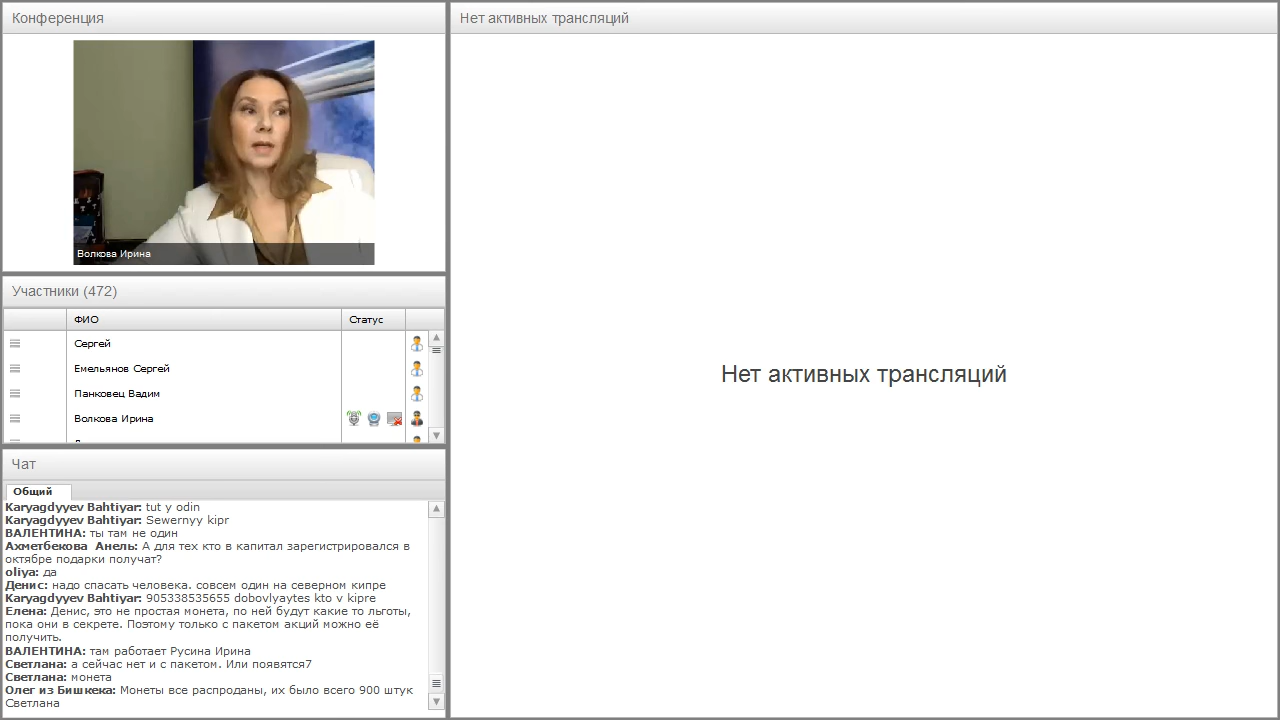 Конференция
Нет активных трансляций
Волкова Ирина
Участники (472)
ФИО
Статус
Сергей
Емельянов Сергей
Панковец Вадим
Волкова Ирина
Чат
Общий
Karyagdyyev Bahtiyar: tut y odin
Karyagdyyev Bahtiyar: Sewernyy kipr
ВАЛЕНТИНА: ты там не один
Ахметбекова Анель: А для тех кто в капитал зарегистрировался в
октябре подарки получат?
oliya: да
Денис: надо спасать человека. совсем один на северном кипре
Karyagdyyev Bahtiyar: 905338535655 dobovlyaytes kto v kipre
Елена: Денис, это не простая монета, по ней будут какие то льготы,
пока они в секрете. Поэтому только с пакетом акций можно её
получить.
ВАЛЕНТИНА: там работает Русина Ирина
Светлана: а сейчас нет и с пакетом. Или появятся7
Светлана: монета
Олег из Бишкека: Монеты все распроданы, их было всего 900 штук
Светлана
Нет активных трансляций